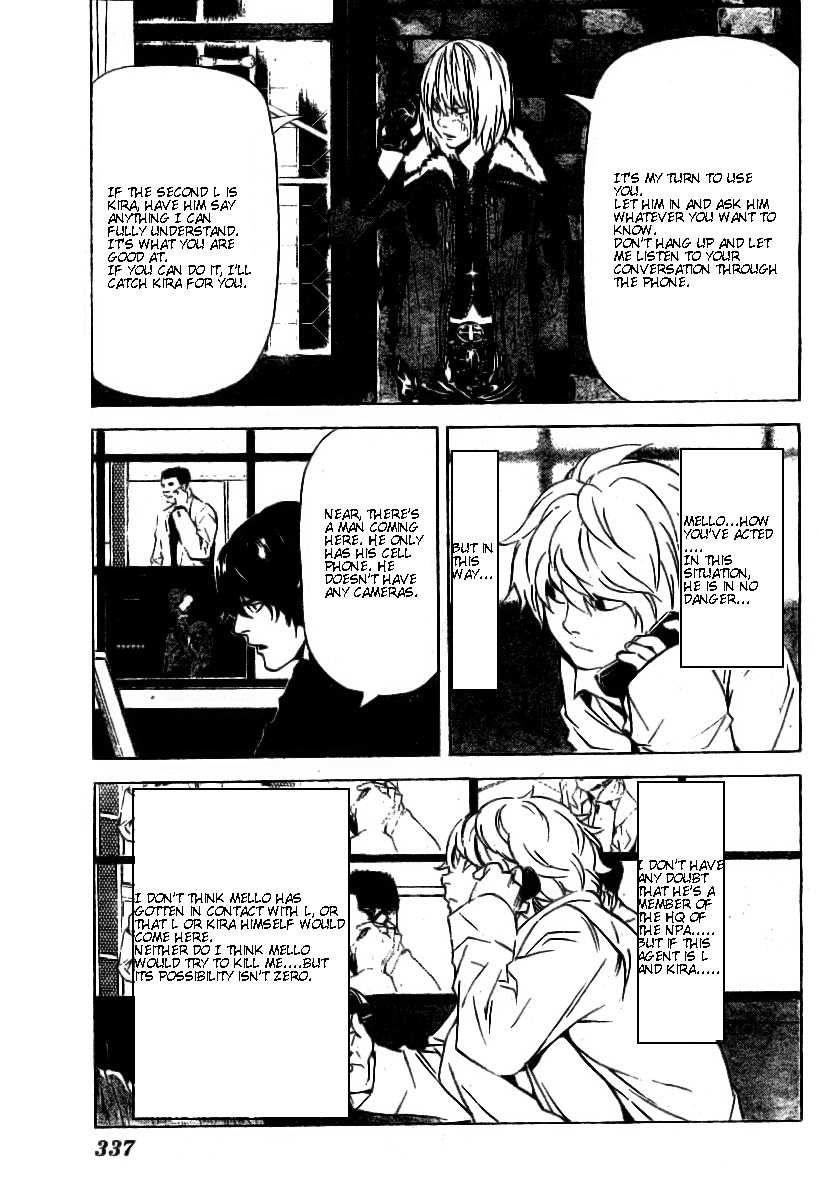 IT'S MY TURN TO USE
YOU.
LET HIM IN AND ASK HIM
WHATEVER YOU WANT TO
KNOW.
DON'T HANG UP AND LET
ME LISTEN TO YOUR
CONVERSATION THROUGH
THE PHONE.
IF THE SECOND L IS
KIRA, HAVE HIM SAY
ANYTHING I CAN
FULLY UNDERSTAND.
IT'S WHAT YOU ARE
GOOD AT.
IF YOU CAN DO IT, I'LL
CATCH KIRA FOR YOU.
MELLO...HOW
YOU'VE ACTED
....
IN THIS
SITUATION,
HE IS IN NO
DANGER...
BUT IN
THIS
WAY...
NEAR, THERE'S
A MAN COMING
HERE. HE ONLY
HAS HIS CELL
PHONE. HE
DOESN'T HAVE
ANY CAMERAS.
I DON'T HAVE
ANY DOUBT
THAT HE'S A
MEMBER OF
THE HQ OF
THE NPA.....
BUT IF THIS
AGENT IS L
AND KIRA.....
I DON'T THINK MELLO HAS
GOTTEN IN CONTACT WITH L, OR
THAT L OR KIRA HIMSELF WOULD
COME HERE.
NEITHER DO I THINK MELLO
WOULD TRY TO KILL ME....BUT
ITS POSSIBILITY ISN'T ZERO.
337